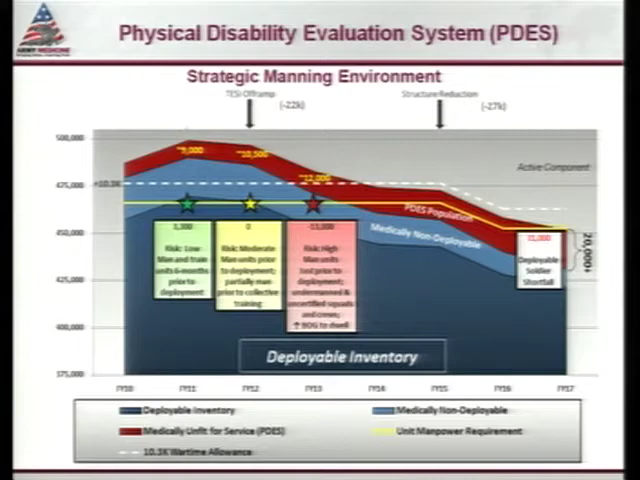 Physical Disability Evaluation System (PDES)
ARMY MEDICINE
Strategic Manning Environment
TESI Offramp
(-22k)
Structure Reduction
(-27k)
500,000
475,000
450,000
425,000
400,000
375,000
~9,000
~10,500
~12,000
Active Component
PDES Population
Medically Non-Deployable
Risk: Low
Man and train
units 6-months
prior to
deployment
0
Risk: Moderate
Man units prior
to deployment;
partially man
prior to collective
training
Risk: High
Man units
prior to
deployment;
undermanned &
uncertified squads
and crews;
BOG to dwell
Deployable
Soldier
Shortfall
20,000+
Deployable Inventory
FY10 FY11 FY12 FY13 FY14 FY15 FY16 FY17
Deployable Inventory
Medically Non-Deployable
Medically Unfit for Service (PDES)
Unit Manpower Requirement
10.3K Wartime Allowance